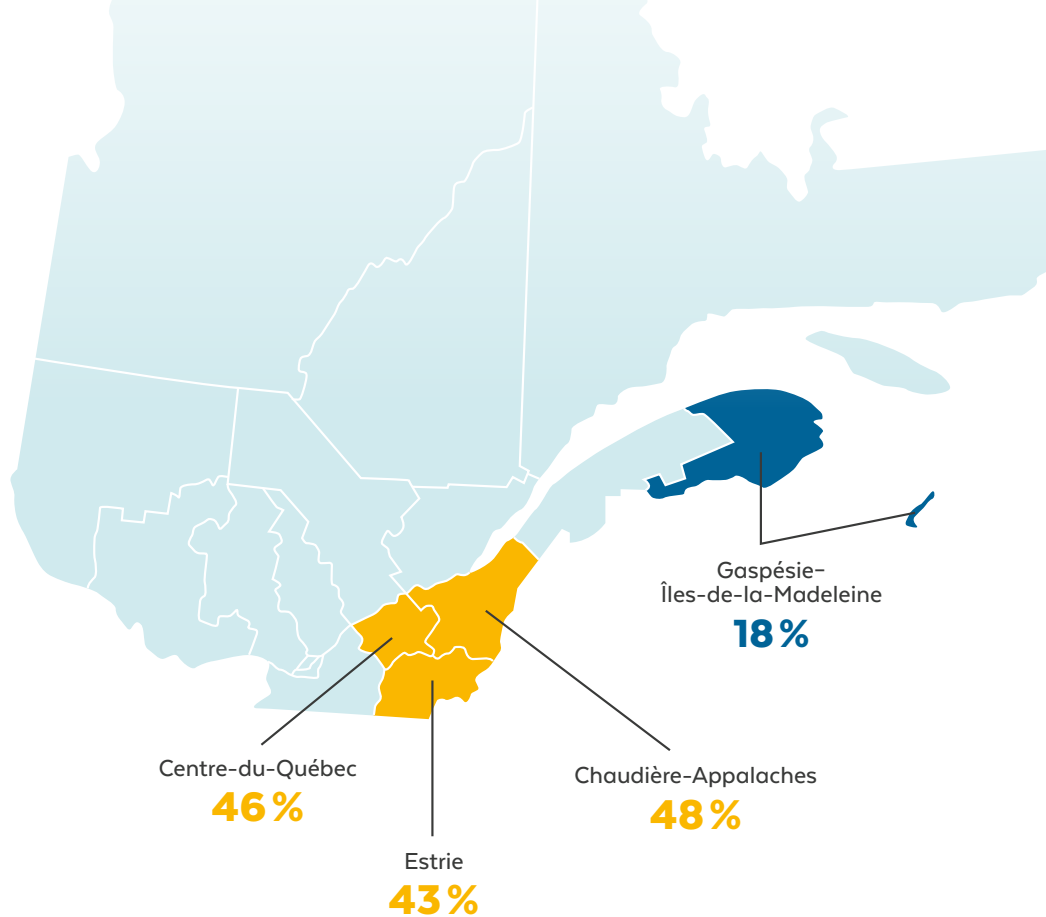 Gaspésie–
Îles-de-la-Madeleine
18 %
Centre-du-Québec
46 %
Chaudière-Appalaches
48 %
Estrie
43 %